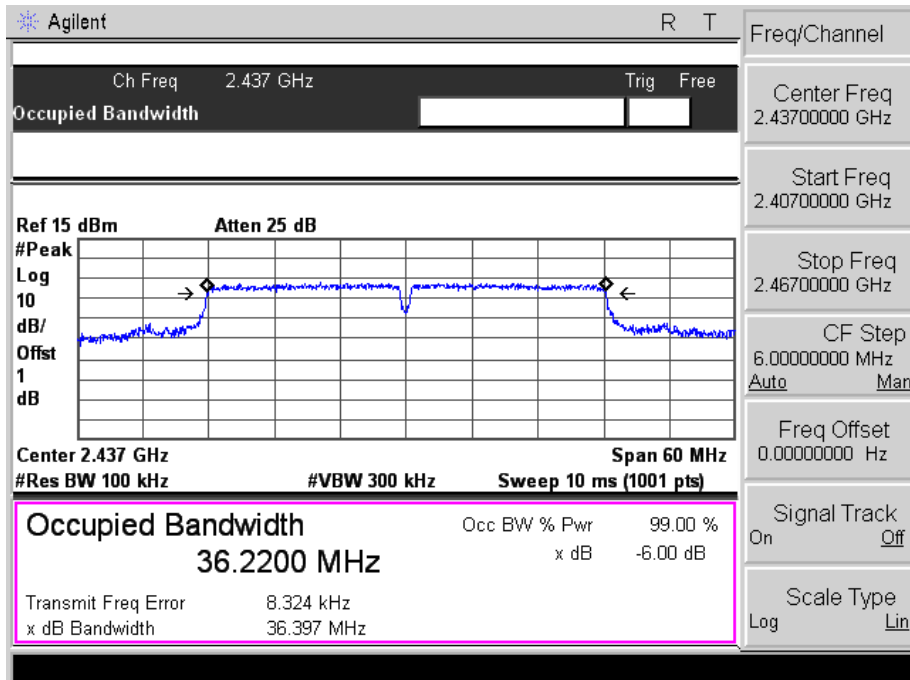 Agilent R T
Ch Freq 2.437 GHz Trig Free
Occupied Bandwidth
Ref 15 dBm Atten 25 dB
#Peak
Log
10
dB/
Offst
1
dB
Center 2.437 GHz Span 60 MHz
#Res BW 100 kHz #VBW 300 kHz Sweep 10 ms (1001 pts)
Occupied Bandwidth
36.2200 MHz
Occ BW % Pwr 99.00 %
x dB -6.00 dB
Transmit Freq Error 8.324 kHz
x dB Bandwidth 36.397 MHz
Freq/Channel
Center Freq
2.43700000 GHz
Start Freq
2.40700000 GHz
Stop Freq
2.46700000 GHz
CF Step
6.00000000 MHz
Auto Man
Freq Offset
0.00000000 Hz
Signal Track
On Off
Scale Type
Log Lin